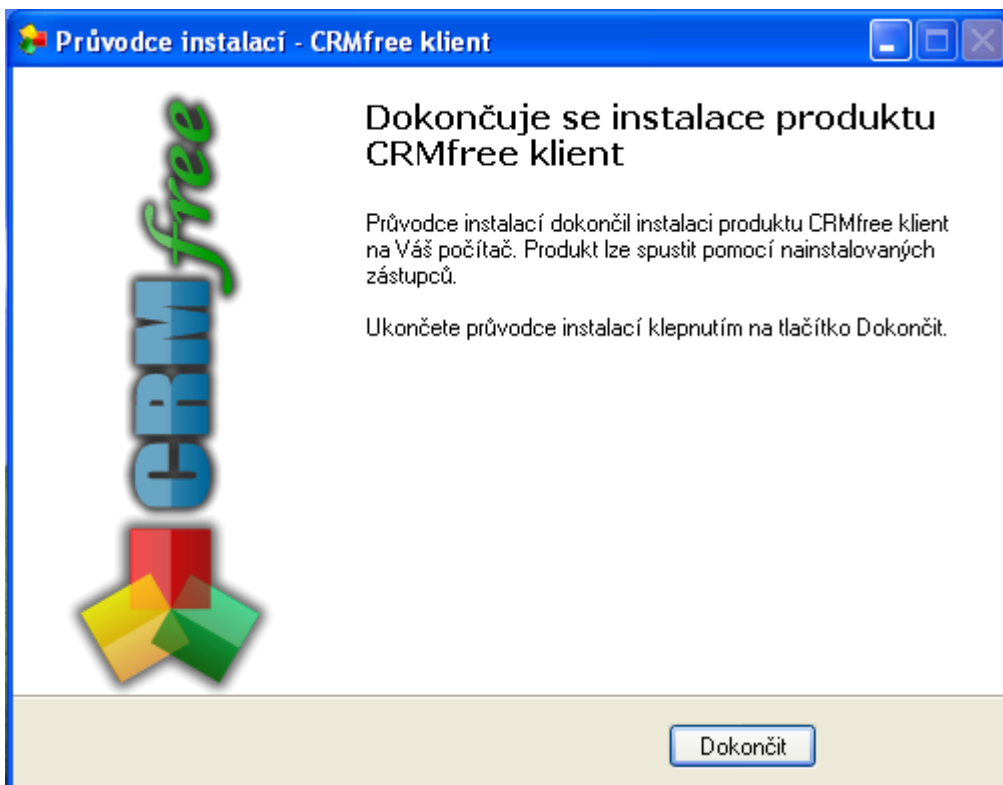 Průvodce instalací - CRMfree klient
CRMfree
Dokončuje se instalace produktu
CRMfree klient
Průvodce instalací dokončil instalaci produktu CRMfree klient
na Váš počítač. Produkt lze spustit pomocí nainstalovaných
zástupců.
Ukončete průvodce instalací klepnutím na tlačítko Dokončit.
Dokončit